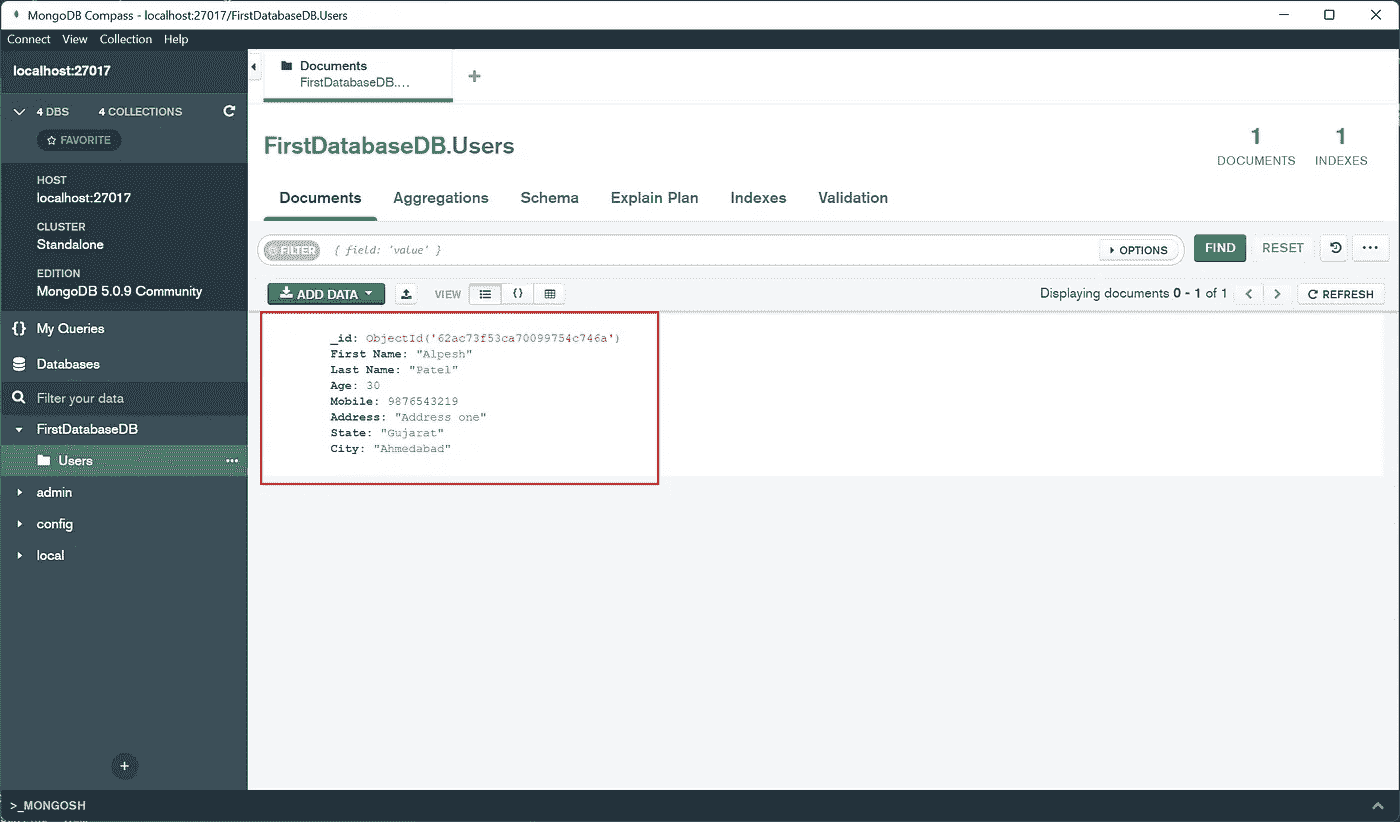 MongoDB Compass - localhost:27017/FirstDatabaseDB.Users
Connect View Collection Help
localhost:27017
4 DBS 4 COLLECTIONS
FAVORITE
HOST
localhost:27017
CLUSTER
Standalone
EDITION
MongoDB 5.0.9 Community
{} My Queries
Databases
Filter your data
FirstDatabaseDB
Users
admin
config
local
Documents
FirstDatabaseDB....
FirstDatabaseDB.Users
1 DOCUMENTS
1 INDEXES
Documents Aggregations Schema Explain Plan Indexes Validation
FILTER { field: 'value' } OPTIONS FIND RESET
ADD DATA VIEW {} Displaying documents 0 - 1 of 1 REFRESH
_id: ObjectId('62ac73f53ca70099754c746a')
First Name: "Alpesh"
Last Name: "Patel"
Age: 30
Mobile: 9876543219
Address: "Address one"
State: "Gujarat"
City: "Ahmedabad"
>_MONGOSH